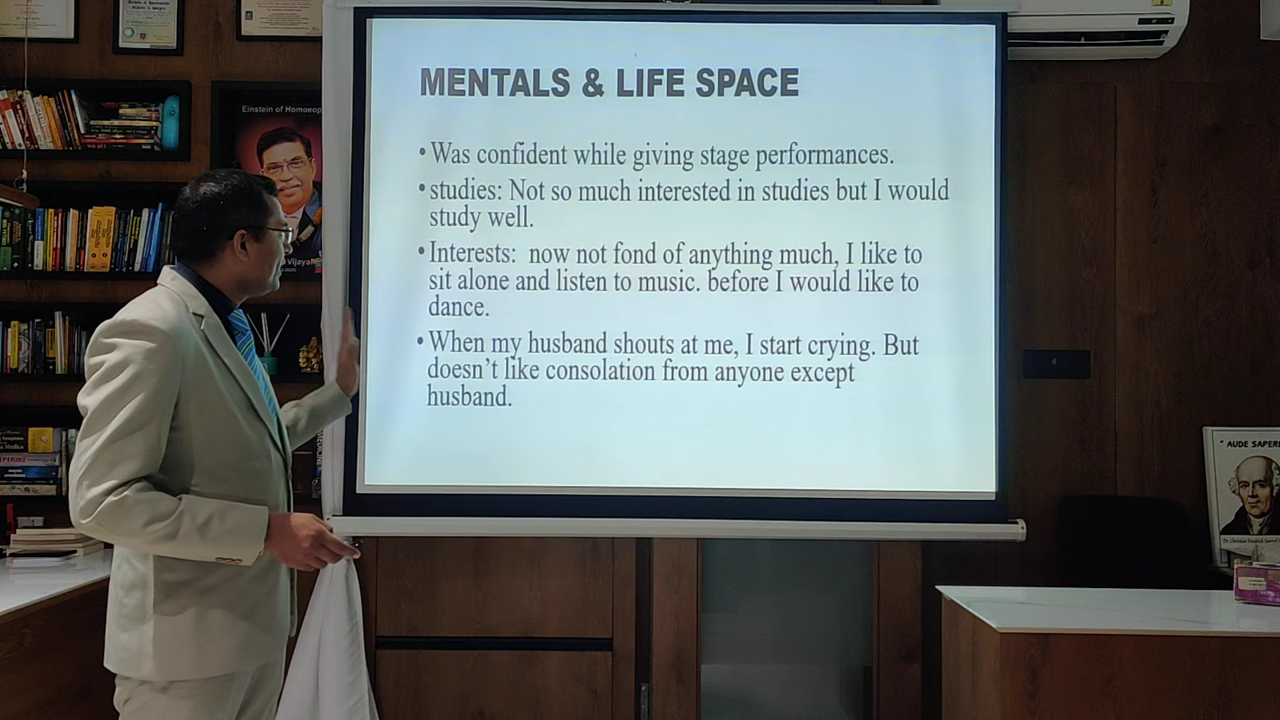 MENTALS & LIFE SPACE
•Was confident while giving stage performances.
•studies: Not so much interested in studies but I would
study well.
•Interests: now not fond of anything much, I like to
sit alone and listen to music. before I would like to
dance.
•When my husband shouts at me, I start crying. But
doesn't like consolation from anyone except
husband.
Einstein of Homoeop
Vijayak
" AUDE SAPERE